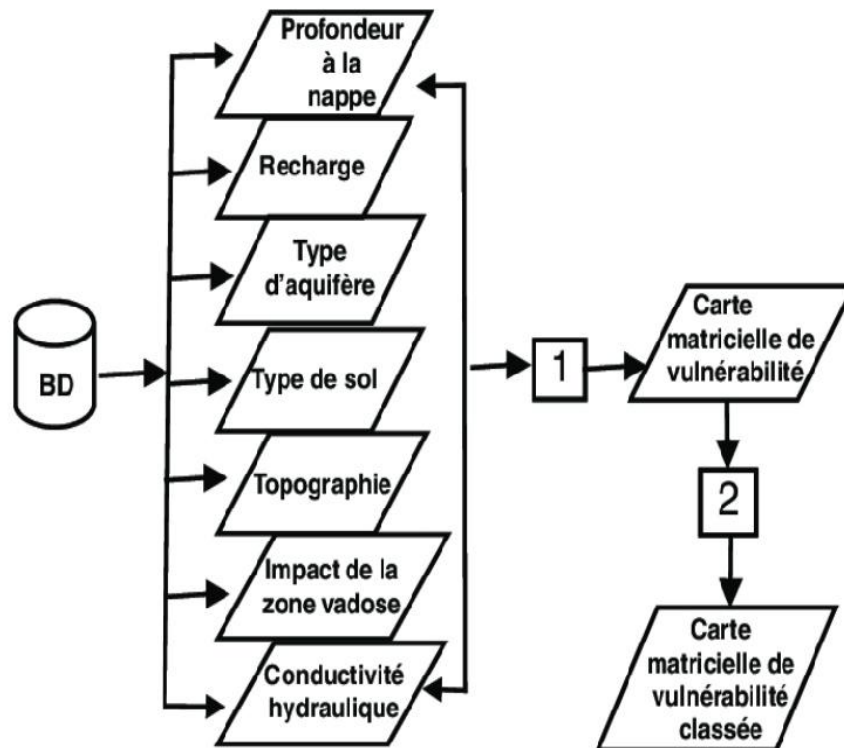 Profondeur
à la
nappe
Recharge
Type
d'aquifère
BD
Type de sol
Topographie
Impact de la
zone vadose
Conductivité
hydraulique
1
Carte
matricielle de
vulnérabilité
2
Carte
matricielle de
vulnérabilité
classée